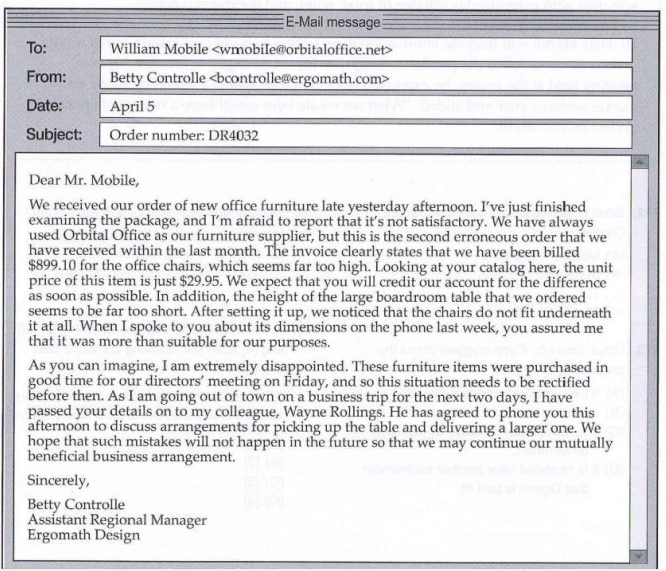 E-Mail message
To: William Mobile <wmobile@orbitaloffice.net>
From: Betty Controlle <bcontrolle@ergomath.com>
Date: April 5
Subject: Order number: DR4032
Dear Mr. Mobile,
We received our order of new office furniture late yesterday afternoon. I've just finished
examining the package, and I'm afraid to report that it's not satisfactory. We have always
used Orbital Office as our furniture supplier, but this is the second erroneous order that we
have received within the last month. The invoice clearly states that we have been billed
$899.10 for the office chairs, which seems far too high. Looking at your catalog here, the unit
price of this item is just $29.95. We expect that you will credit our account for the difference
as soon as possible. In addition, the height of the large boardroom table that we ordered
seems to be far too short. After setting it up, we noticed that the chairs do not fit underneath
it at all. When I spoke to you about its dimensions on the phone last week, you assured me
that it was more than suitable for our purposes.
As you can imagine, I am extremely disappointed. These furniture items were purchased in
good time for our directors' meeting on Friday, and so this situation needs to be rectified
before then. As I am going out of town on a business trip for the next two days, I have
passed your details on to my colleague, Wayne Rollings. He has agreed to phone you this
afternoon to discuss arrangements for picking up the table and delivering a larger one. We
hope that such mistakes will not happen in the future so that we may continue our mutually
beneficial business arrangement.
Sincerely,
Betty Controlle
Assistant Regional Manager
Ergomath Design